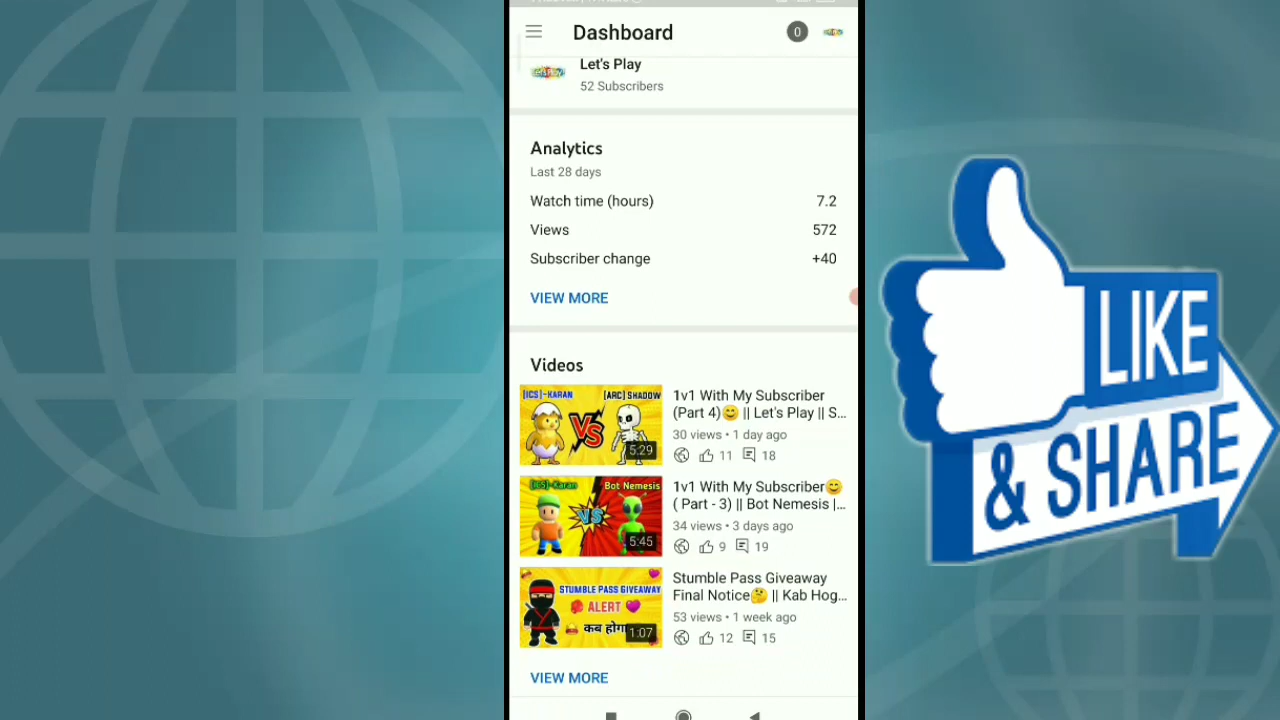 Dashboard
0
Let's Play
Let's Play
52 Subscribers
Analytics
Last 28 days
Watch time (hours) 7.2
Views 572
Subscriber change +40
VIEW MORE
Videos
[ICS]-KARAN [ARC] SHADOW
VS
5:29
1v1 With My Subscriber
(Part 4)😊 || Let's Play || S...
30 views • 1 day ago
11 18
[ICS]-Karan Bot Nemesis
VS
5:45
1v1 With My Subscriber😊
( Part - 3) || Bot Nemesis |...
34 views • 3 days ago
9 19
STUMBLE PASS GIVEAWAY
ALERT
कब होगा
1:07
Stumble Pass Giveaway
Final Notice🤔 || Kab Hog...
53 views • 1 week ago
12 15
VIEW MORE
LIKE
& SHARE